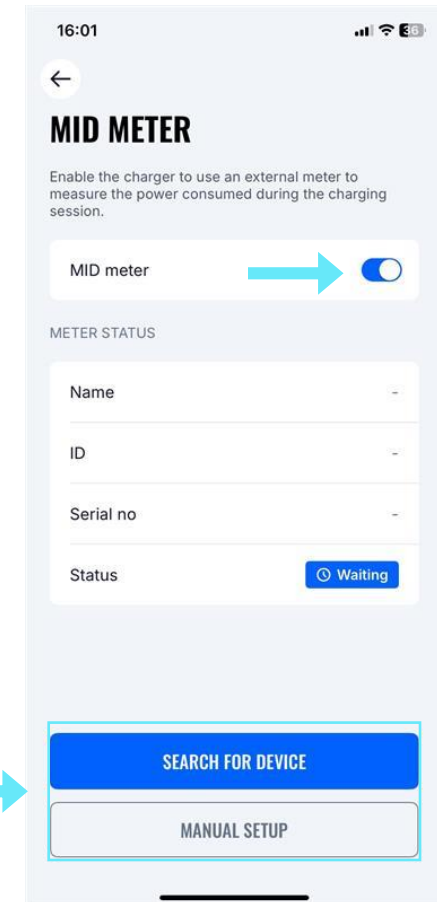 16:01
36
MID METER
Enable the charger to use an external meter to
measure the power consumed during the charging
session.
MID meter
METER STATUS
Name -
ID -
Serial no -
Status Waiting
SEARCH FOR DEVICE
MANUAL SETUP